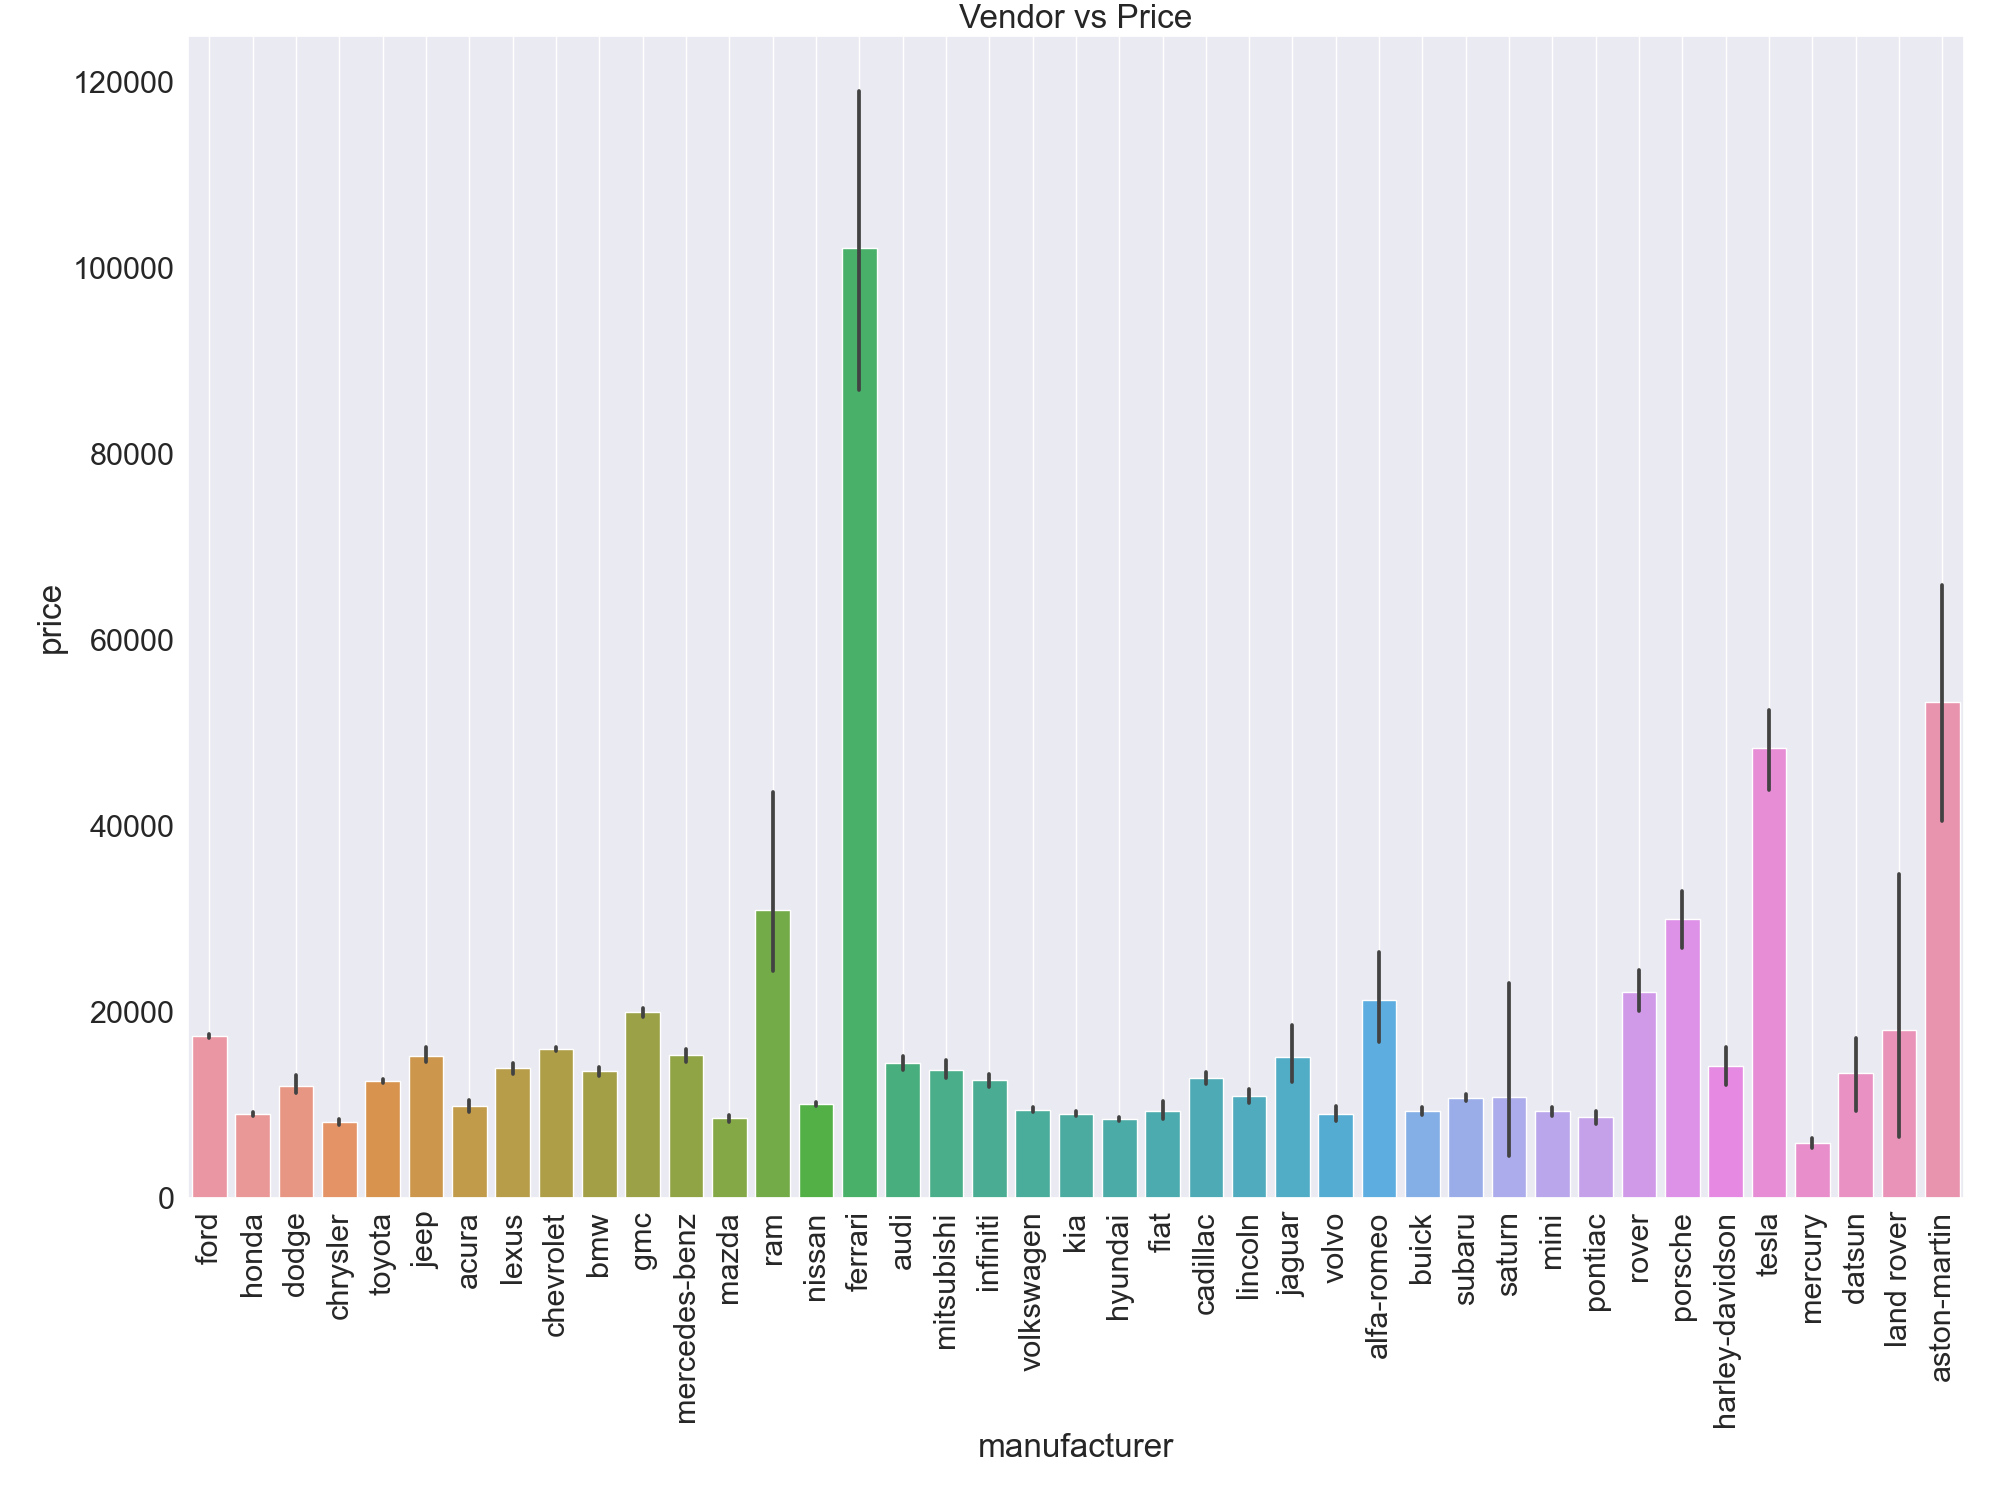 Vendor vs Price
120000
100000
80000
60000
40000
20000
0
price
ford
honda
dodge
chrysler
toyota
jeep
acura
lexus
chevrolet
bmw
gmc
mercedes-benz
mazda
ram
nissan
ferrari
audi
mitsubishi
infiniti
volkswagen
kia
hyundai
fiat
cadillac
lincoln
jaguar
volvo
alfa-romeo
buick
subaru
saturn
mini
pontiac
rover
porsche
harley-davidson
tesla
mercury
datsun
land rover
aston-martin
manufacturer